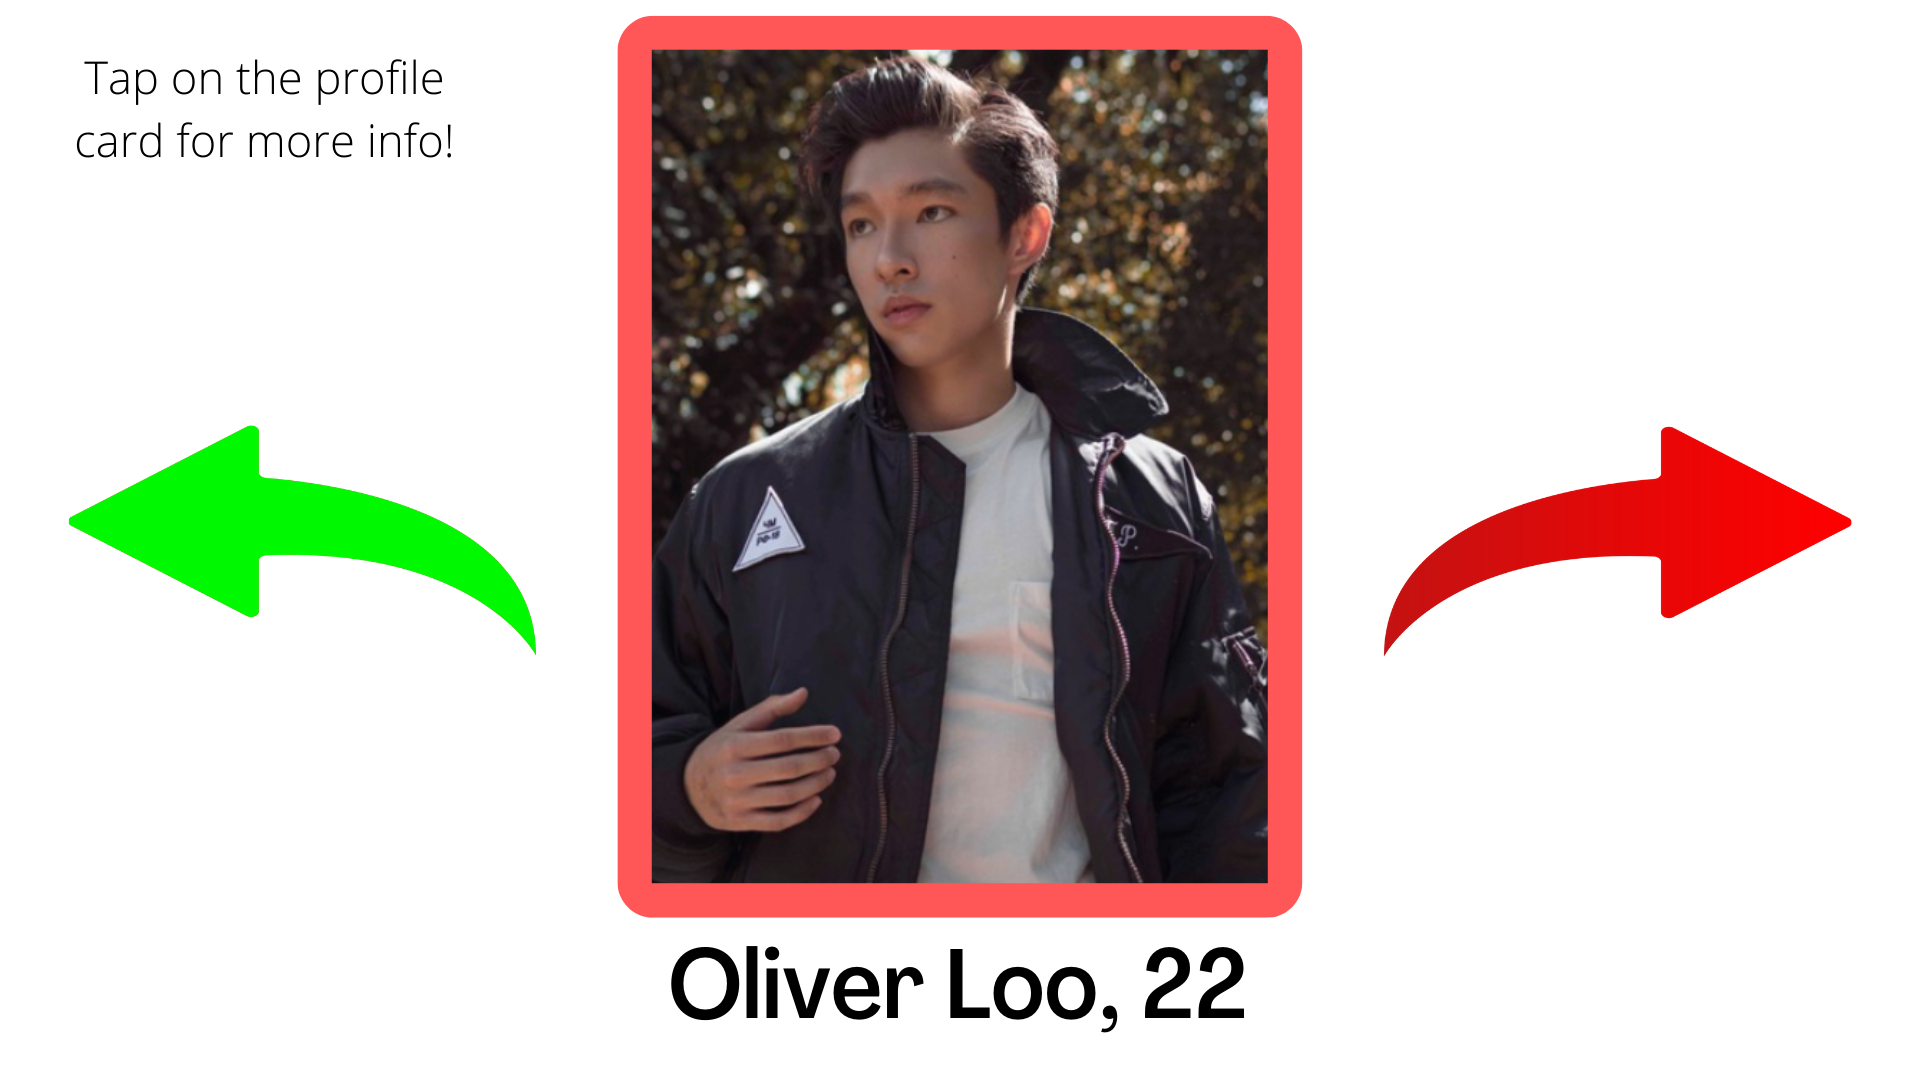 Tap on the profile
card for more info!
P.
Oliver Loo, 22